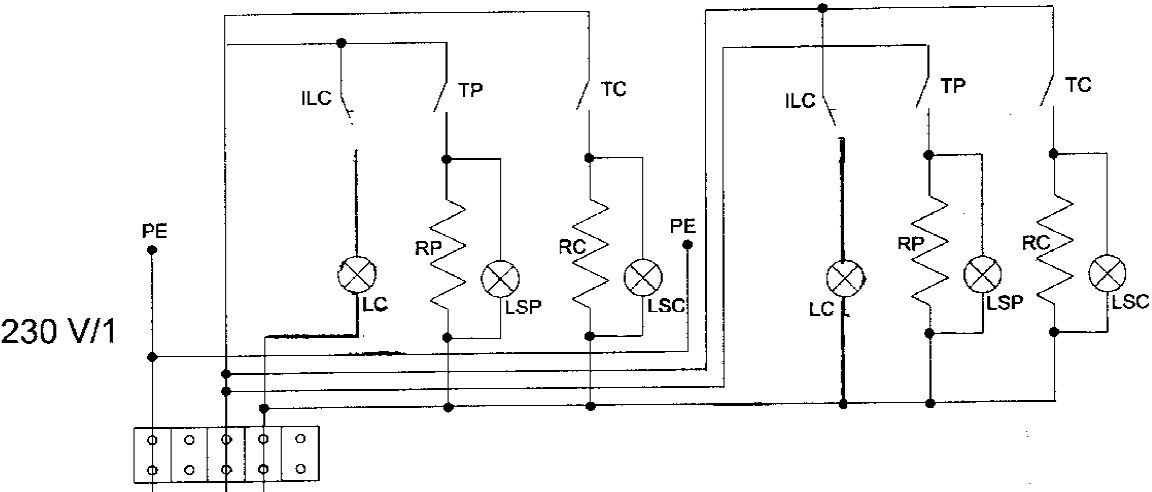 ILC
TP
TC
PE
RP
LC
LSP
RC
LSC
PE
ILC
TP
TC
RP
LC
LSP
RC
LSC
230 V/1